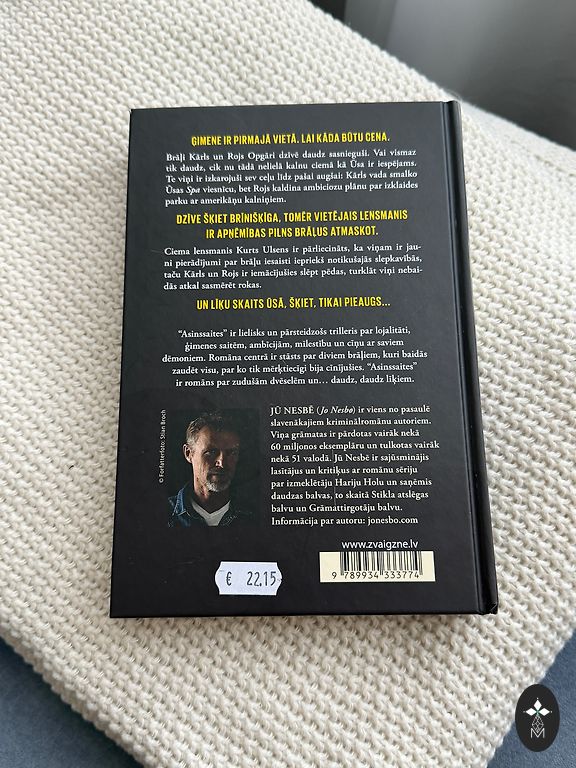 ĢIMENE IR PIRMAJĀ VIETĀ. LAI KĀDA BŪTU CENA.
Brāļi Kārls un Rojs Opgāri dzīvē daudz sasnieguši. Vai vismaz
tik daudz, cik nu tādā nelielā kalnu ciemā kā Ūsa ir iespējams.
Te viņi ir izkarojuši sev ceļu līdz pašai augšai: Kārls vada smalko
Ūsas Spa viesnīcu, bet Rojs kaldina ambiciozu plānu par izklaides
parku ar amerikāņu kalniņiem.
DZĪVE ŠĶIET BRĪNIŠĶĪGA, TOMĒR VIETĒJAIS LENSMANIS
IR APŅĒMĪBAS PILNS BRĀĻUS ATMASKOT.
Ciema lensmanis Kurts Ulsens ir pārliecināts, ka viņam ir jau-
ni pierādījumi par brāļu iesaisti iepriekš notikušajās slepkavībās,
taču Kārls un Rojs ir iemācījušies slēpt pēdas, turklāt viņi nebai-
dās atkal sasmērēt rokas.
UN LĪĶU SKAITS ŪSĀ, ŠĶIET, TIKAI PIEAUGS...
"Asinssaites" ir lielisks un pārsteidzošs trilleris par lojalitāti,
ģimenes saitēm, ambīcijām, mīlestību un cīņu ar saviem
dēmoniem. Romāna centrā ir stāsts par diviem brāļiem, kuri baidās
zaudēt visu, par ko tik mērķtiecīgi bija cīnījušies. "Asinssaites"
ir romāns par zudušām dvēselēm un... daudz, daudz līķiem.
© Forfatterfoto: Stian Broch
JŪ NESBĒ (Jo Nesbø) ir viens no pasaulē
slavenākajiem kriminālromānu autoriem.
Viņa grāmatas ir pārdotas vairāk nekā
60 miljonos eksemplāru un tulkotas vairāk
nekā 51 valodā. Jū Nesbē ir sajūsminājis
lasītājus un kritiķus ar romānu sēriju
par izmeklētāju Hariju Holu un saņēmis
daudzas balvas, to skaitā Stikla atslēgas
balvu un Grāmattirgotāju balvu.
Informācija par autoru: jonesbo.com
www.zvaigzne.lv
9 789934 333774
€ 22.15
M